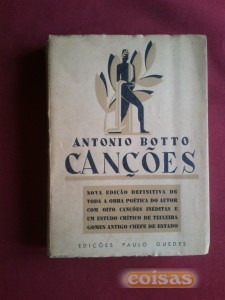 ANTONIO BOTTO
CANÇÕES
NOVA EDIÇÃO DEFINITIVA DE
TODA A OBRA POÉTICA DO AUTOR
COM OITO CANÇÕES INEDITAS E
UM ESTUDO CRÍTICO DE TEIXEIRA
GOMES ANTIGO CHEFE DE ESTADO
EDIÇÕES PAULO GUEDES
coisas